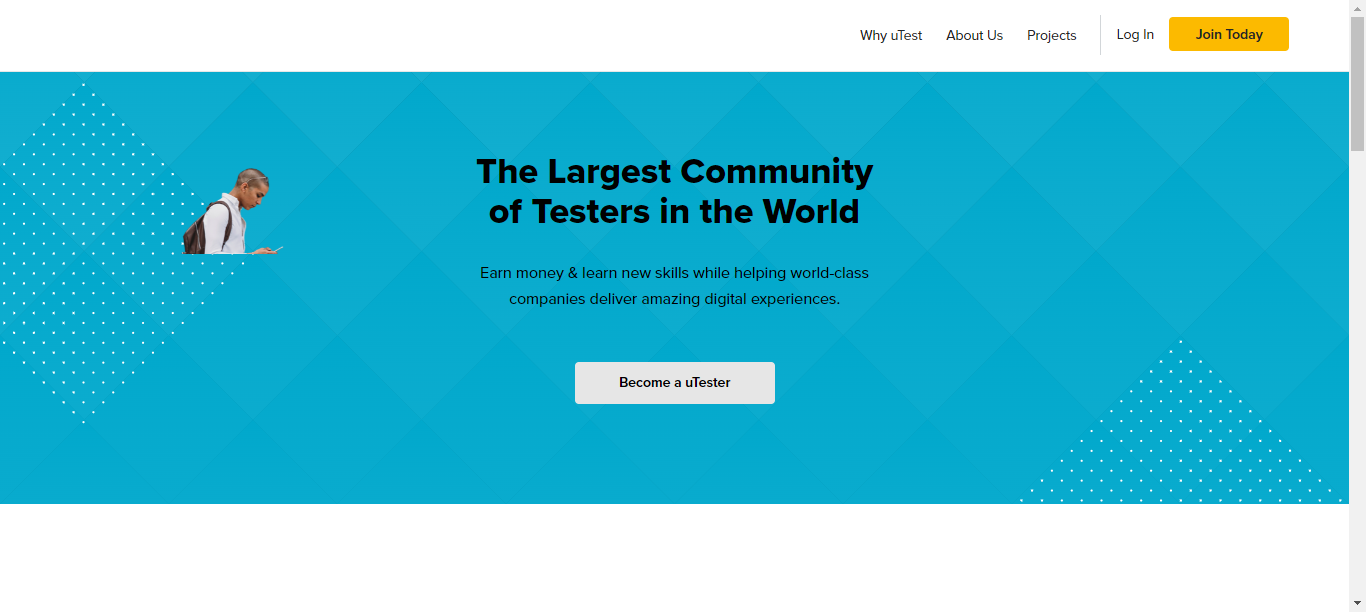 Why uTest
About Us
Projects
Log In
Join Today
The Largest Community
of Testers in the World
Earn money & learn new skills while helping world-class
companies deliver amazing digital experiences.
Become a uTester